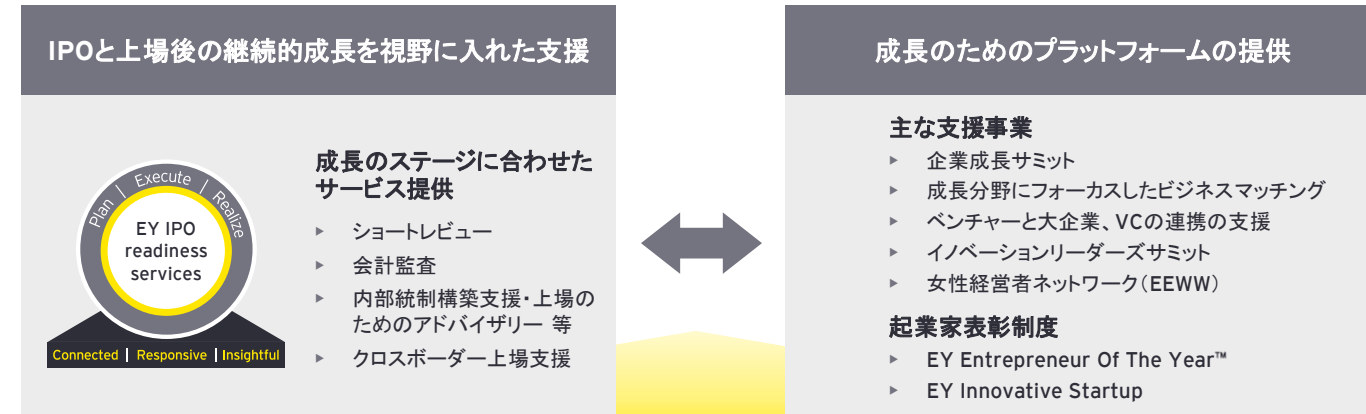 IPOと上場後の継続的成長を視野に入れた支援
Plan | Execute | Realize
EY IPO
readiness
services
Connected | Responsive | Insightful
成長のステージに合わせた
サービス提供
▸ ショートレビュー
▸ 会計監査
▸ 内部統制構築支援・上場の
ためのアドバイザリー 等
▸ クロスボーダー上場支援
成長のためのプラットフォームの提供
主な支援事業
▸ 企業成長サミット
▸ 成長分野にフォーカスしたビジネスマッチング
▸ ベンチャーと大企業、VCの連携の支援
▸ イノベーションリーダーズサミット
▸ 女性経営者ネットワーク（EEWW）
起業家表彰制度
▸ EY Entrepreneur Of The Year™
▸ EY Innovative Startup